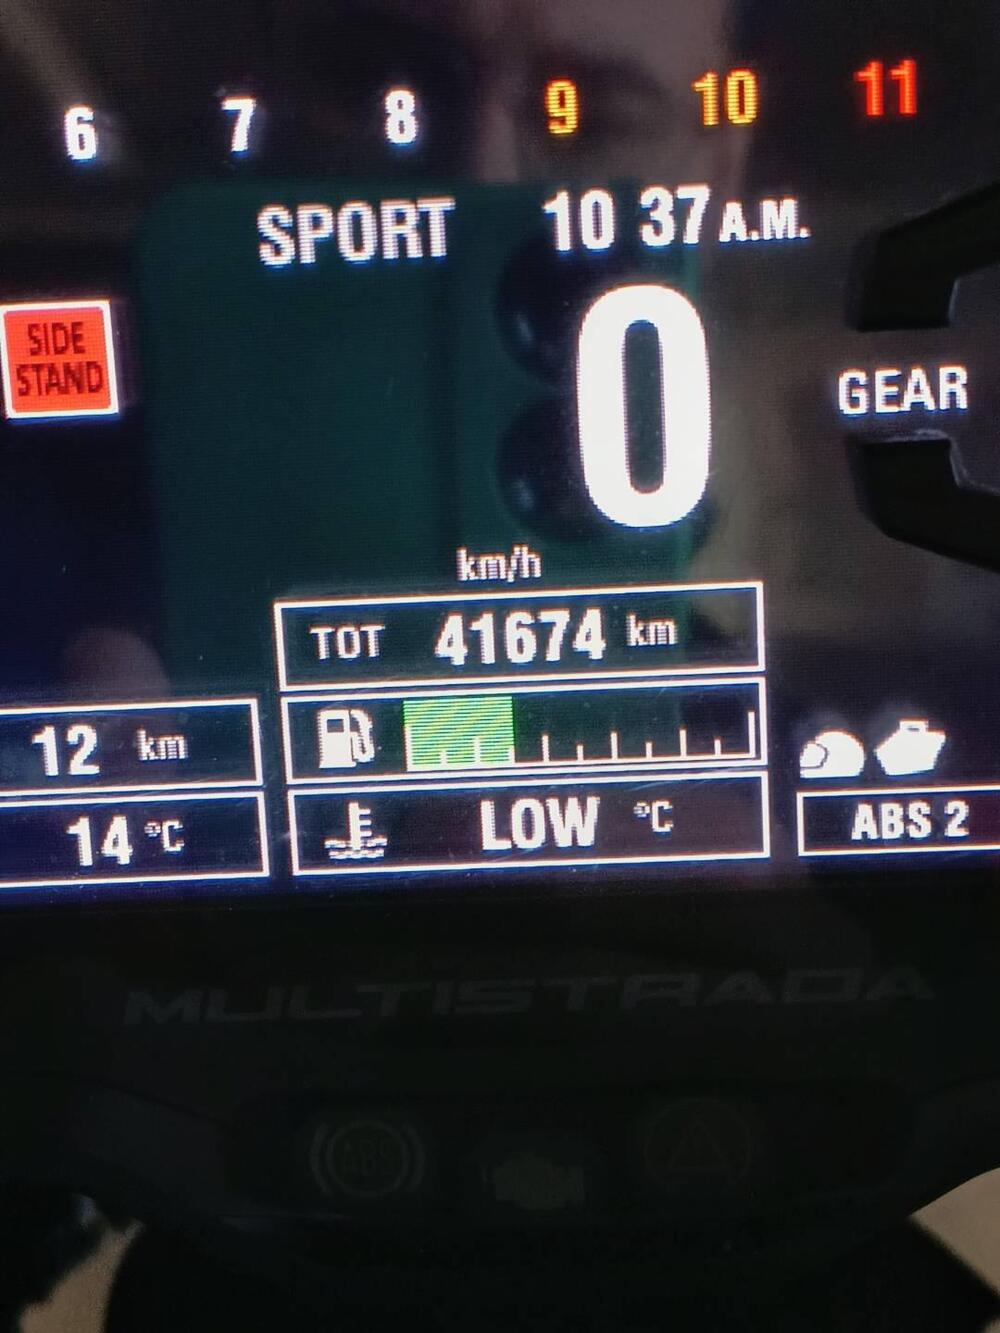 6 7 8 9 10 11
SPORT 10 37 A.M.
SIDE
STAND
0
GEAR
km/h
TOT 41674 km
12 km
14 °C
LOW °C
ABS 2
MULTISTRADA
ABS